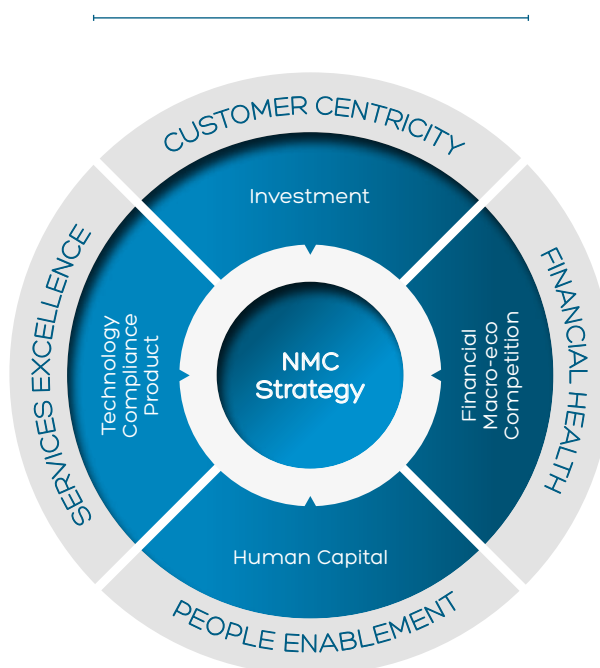 CUSTOMER CENTRICITY
Investment
SERVICES EXCELLENCE
Technology
Compliance
Product
NMC
Strategy
Financial
Macro-eco
Competition
FINANCIAL HEALTH
Human Capital
PEOPLE ENABLEMENT